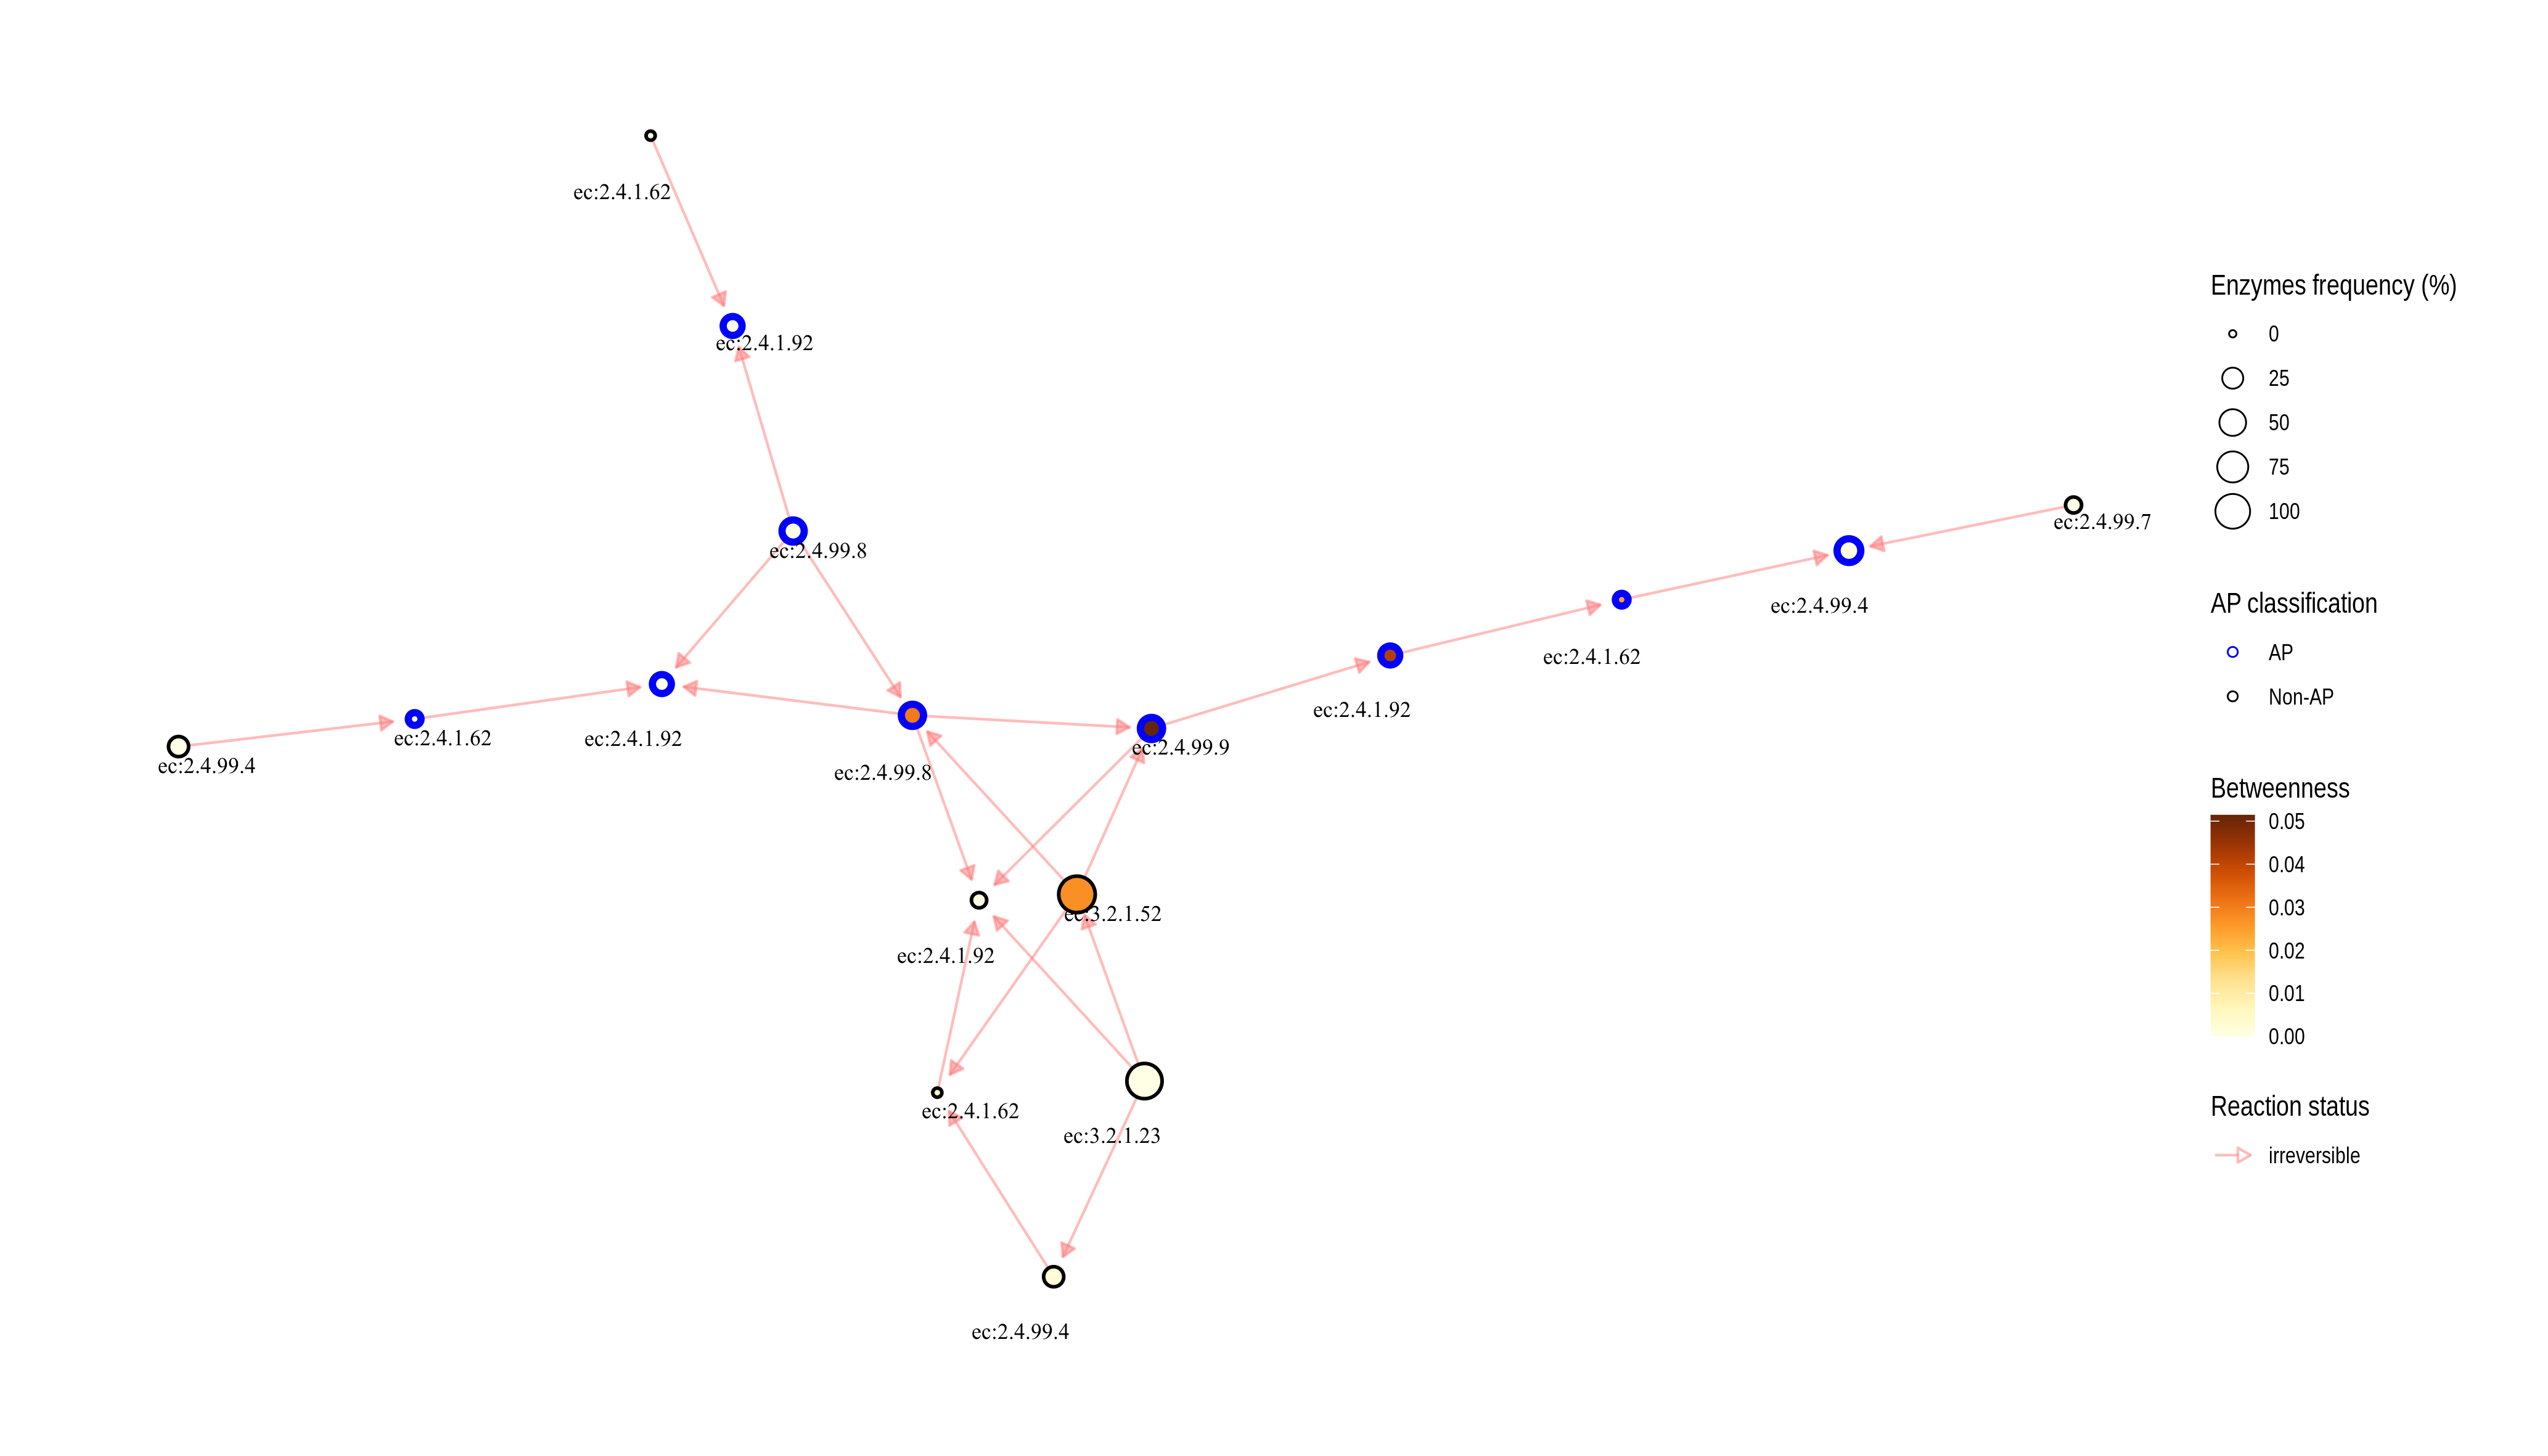 ec:2.4.1.62
ec:2.4.1.92
ec:2.4.99.8
ec:2.4.99.7
ec:2.4.99.4
ec:2.4.1.62
ec:2.4.1.92
ec:2.4.1.62
ec:2.4.1.92
ec:2.4.99.9
ec:2.4.99.4
ec:2.4.99.8
ec:3.2.1.52
ec:2.4.1.92
ec:2.4.1.62
ec:3.2.1.23
ec:2.4.99.4
Enzymes frequency (%)
0
25
50
75
100
AP classification
AP
Non-AP
Betweenness
0.05
0.04
0.03
0.02
0.01
0.00
Reaction status
irreversible